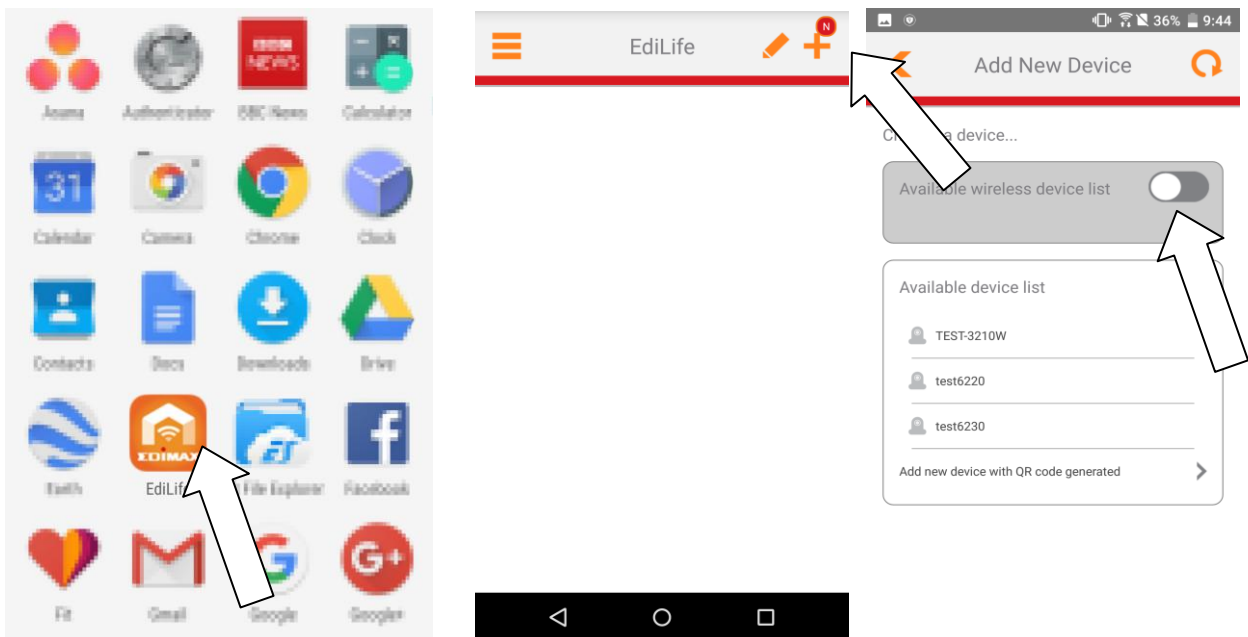 Asana
Authenticator
BBC News
Calculator
31
Calendar
Camera
Chrome
Clock
Contacts
Docs
Downloads
Drive
EDIMAX
Earth
EdiLif
File Explorer
Facebook
G+
Fit
Gmail
Google
Google+
EdiLife
N
36% 9:44
Add New Device
a device...
Available wireless device list
Available device list
TEST-3210W
test6220
test6230
Add new device with QR code generated